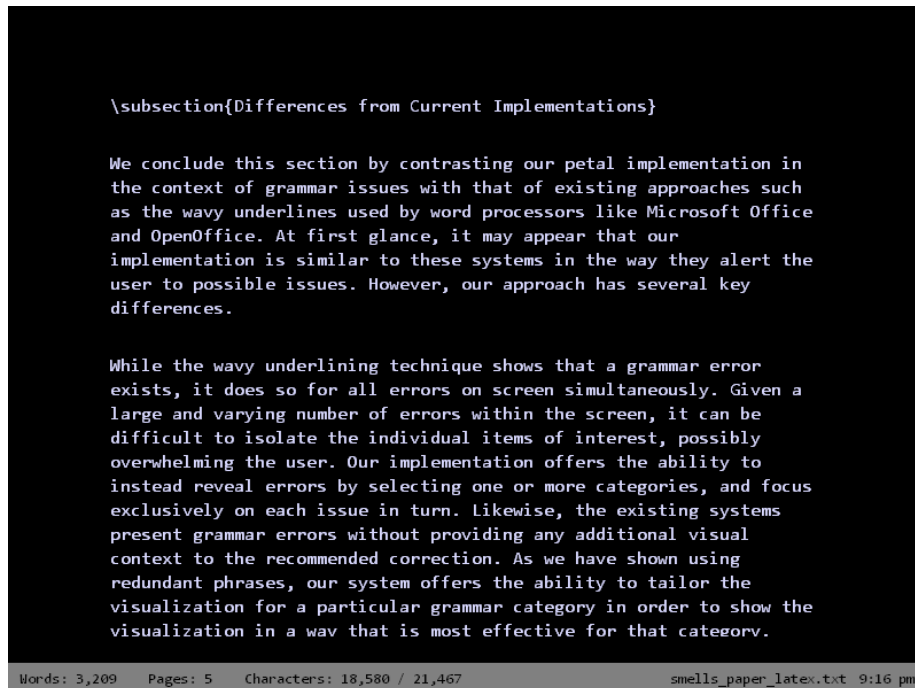 \subsection{Differences from Current Implementations}
We conclude this section by contrasting our petal implementation in
the context of grammar issues with that of existing approaches such
as the wavy underlines used by word processors like Microsoft Office
and OpenOffice. At first glance, it may appear that our
implementation is similar to these systems in the way they alert the
user to possible issues. However, our approach has several key
differences.
While the wavy underlining technique shows that a grammar error
exists, it does so for all errors on screen simultaneously. Given a
large and varying number of errors within the screen, it can be
difficult to isolate the individual items of interest, possibly
overwhelming the user. Our implementation offers the ability to
instead reveal errors by selecting one or more categories, and focus
exclusively on each issue in turn. Likewise, the existing systems
present grammar errors without providing any additional visual
context to the recommended correction. As we have shown using
redundant phrases, our system offers the ability to tailor the
visualization for a particular grammar category in order to show the
visualization in a way that is most effective for that category.
Words: 3,209 Pages: 5 Characters: 18,580 / 21,467 smells_paper_latex.txt 9:16 pm